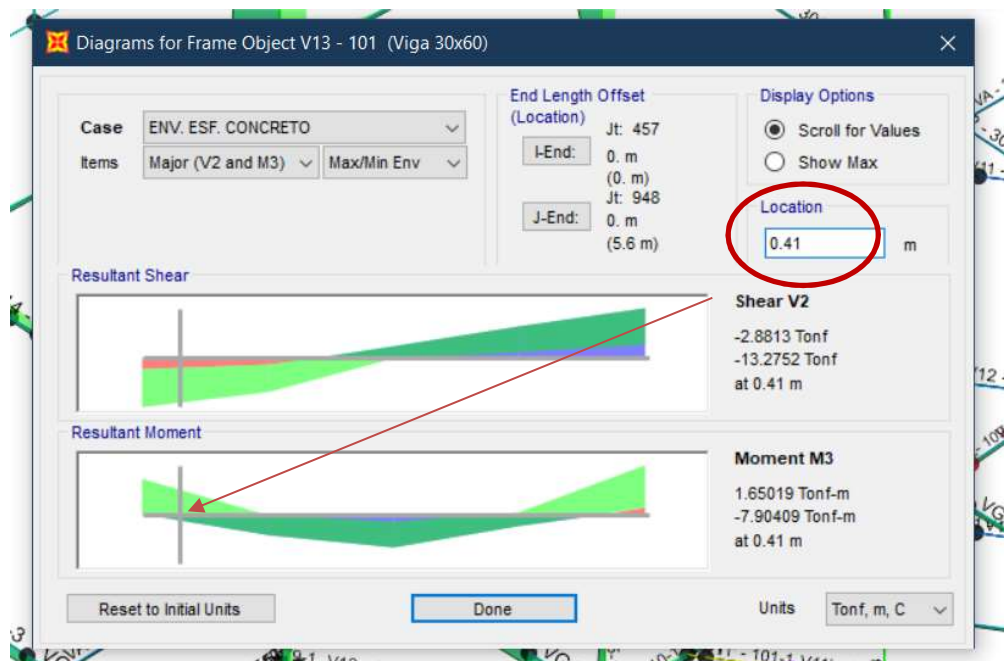 Diagrams for Frame Object V13 - 101 (Viga 30x60)
Case ENV. ESF. CONCRETO
Items Major (V2 and M3) Max/Min Env
End Length Offset
(Location)
I-End:
Jt: 457
0. m
(0. m)
J-End:
Jt: 948
0. m
(5.6 m)
Display Options
Scroll for Values
Show Max
Location
0.41 m
Resultant Shear
Shear V2
-2.8813 Tonf
-13.2752 Tonf
at 0.41 m
Resultant Moment
Moment M3
1.65019 Tonf-m
-7.90409 Tonf-m
at 0.41 m
Reset to Initial Units
Done
Units Tonf, m, C